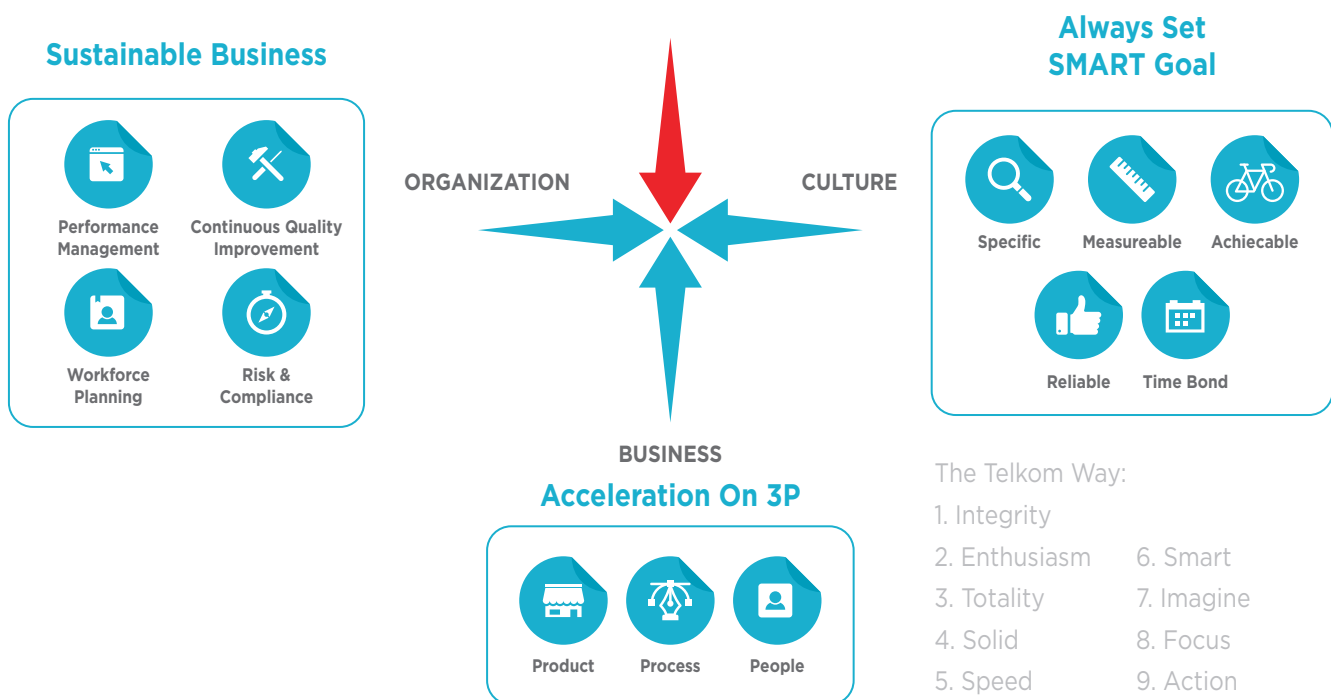 Sustainable Business
Performance
Management
Continuous Quality
Improvement
Workforce
Planning
Risk &
Compliance
ORGANIZATION
CULTURE
BUSINESS
Acceleration On 3P
Product
Process
People
Always Set
SMART Goal
Specific
Measureable
Achiecable
Reliable
Time Bond
The Telkom Way:
1. Integrity
2. Enthusiasm
3. Totality
4. Solid
5. Speed
6. Smart
7. Imagine
8. Focus
9. Action